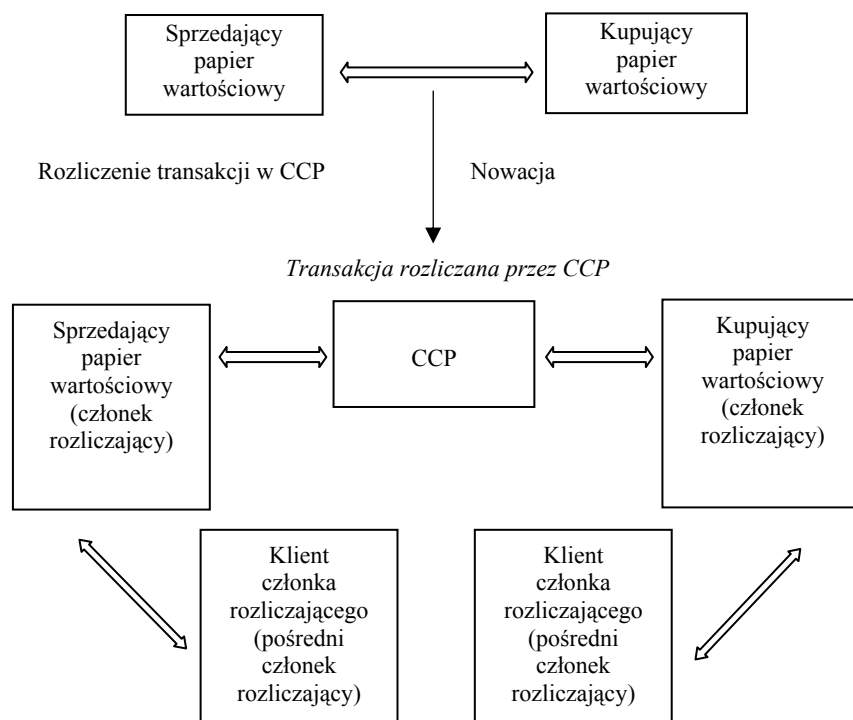 Sprzedający
papier
wartościowy
Kupujący
papier
wartościowy
Rozliczenie transakcji w CCP
Nowacja
Transakcja rozliczana przez CCP
Sprzedający
papier
wartościowy
(członek
rozliczający)
CCP
Kupujący
papier
wartościowy
(członek
rozliczający)
Klient
członka
rozliczającego
(pośredni
członek
rozliczający)
Klient
członka
rozliczającego
(pośredni
członek
rozliczający)